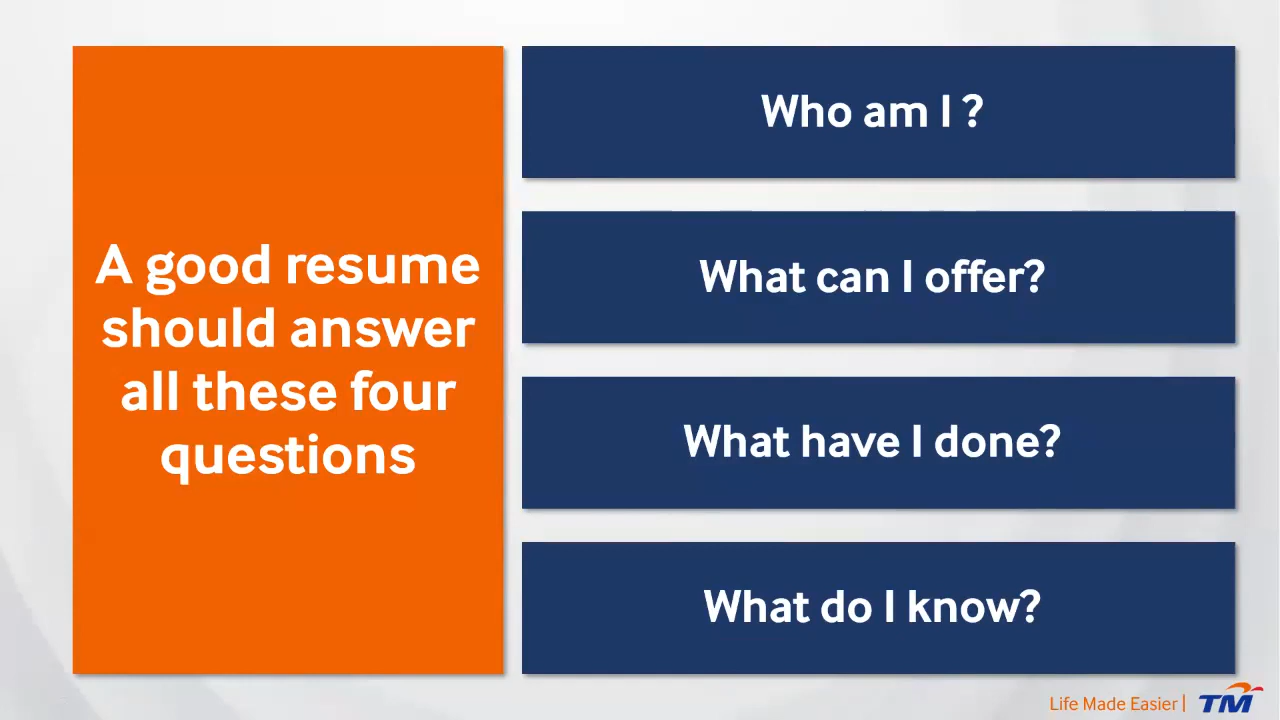 A good resume
should answer
all these four
questions
Who am I ?
What can I offer?
What have I done?
What do I know?
Life Made Easier | TM